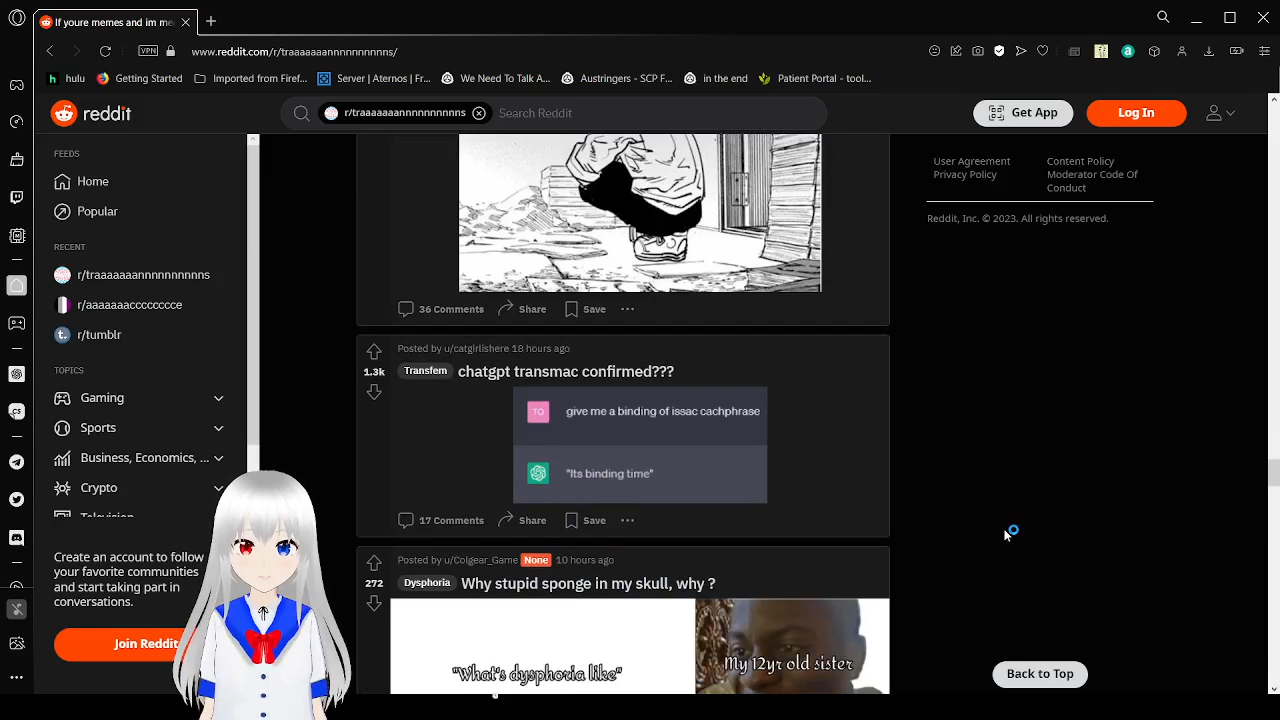 If youre memes and im me
VPN
www.reddit.com/r/traaaaaaannnnnnnnnns/
hulu
Getting Started
Imported from Firef...
Server | Aternos | Fr...
We Need To Talk A...
Austringers - SCP F...
in the end
Patient Portal - tool...
reddit
r/traaaaaaannnnnnnnnns
Search Reddit
Get App
Log In
FEEDS
Home
Popular
RECENT
r/traaaaaaannnnnnnnnns
r/aaaaaaacccccccce
r/tumblr
TOPICS
Gaming
Sports
Business, Economics, ...
Crypto
Television
Create an account to follow
your favorite communities
and start taking part in
conversations.
Join Reddit
36 Comments
Share
Save
Posted by u/catgirlishere 18 hours ago
1.3k
Transfem
chatgpt transmac confirmed???
TO
give me a binding of issac cachphrase
"Its binding time"
17 Comments
Share
Save
Posted by u/Colgear_Game None 10 hours ago
272
Dysphoria
Why stupid sponge in my skull, why ?
"What's dysphoria like"
My 12yr old sister
User Agreement
Content Policy
Privacy Policy
Moderator Code Of
Conduct
Reddit, Inc. © 2023. All rights reserved.
Back to Top